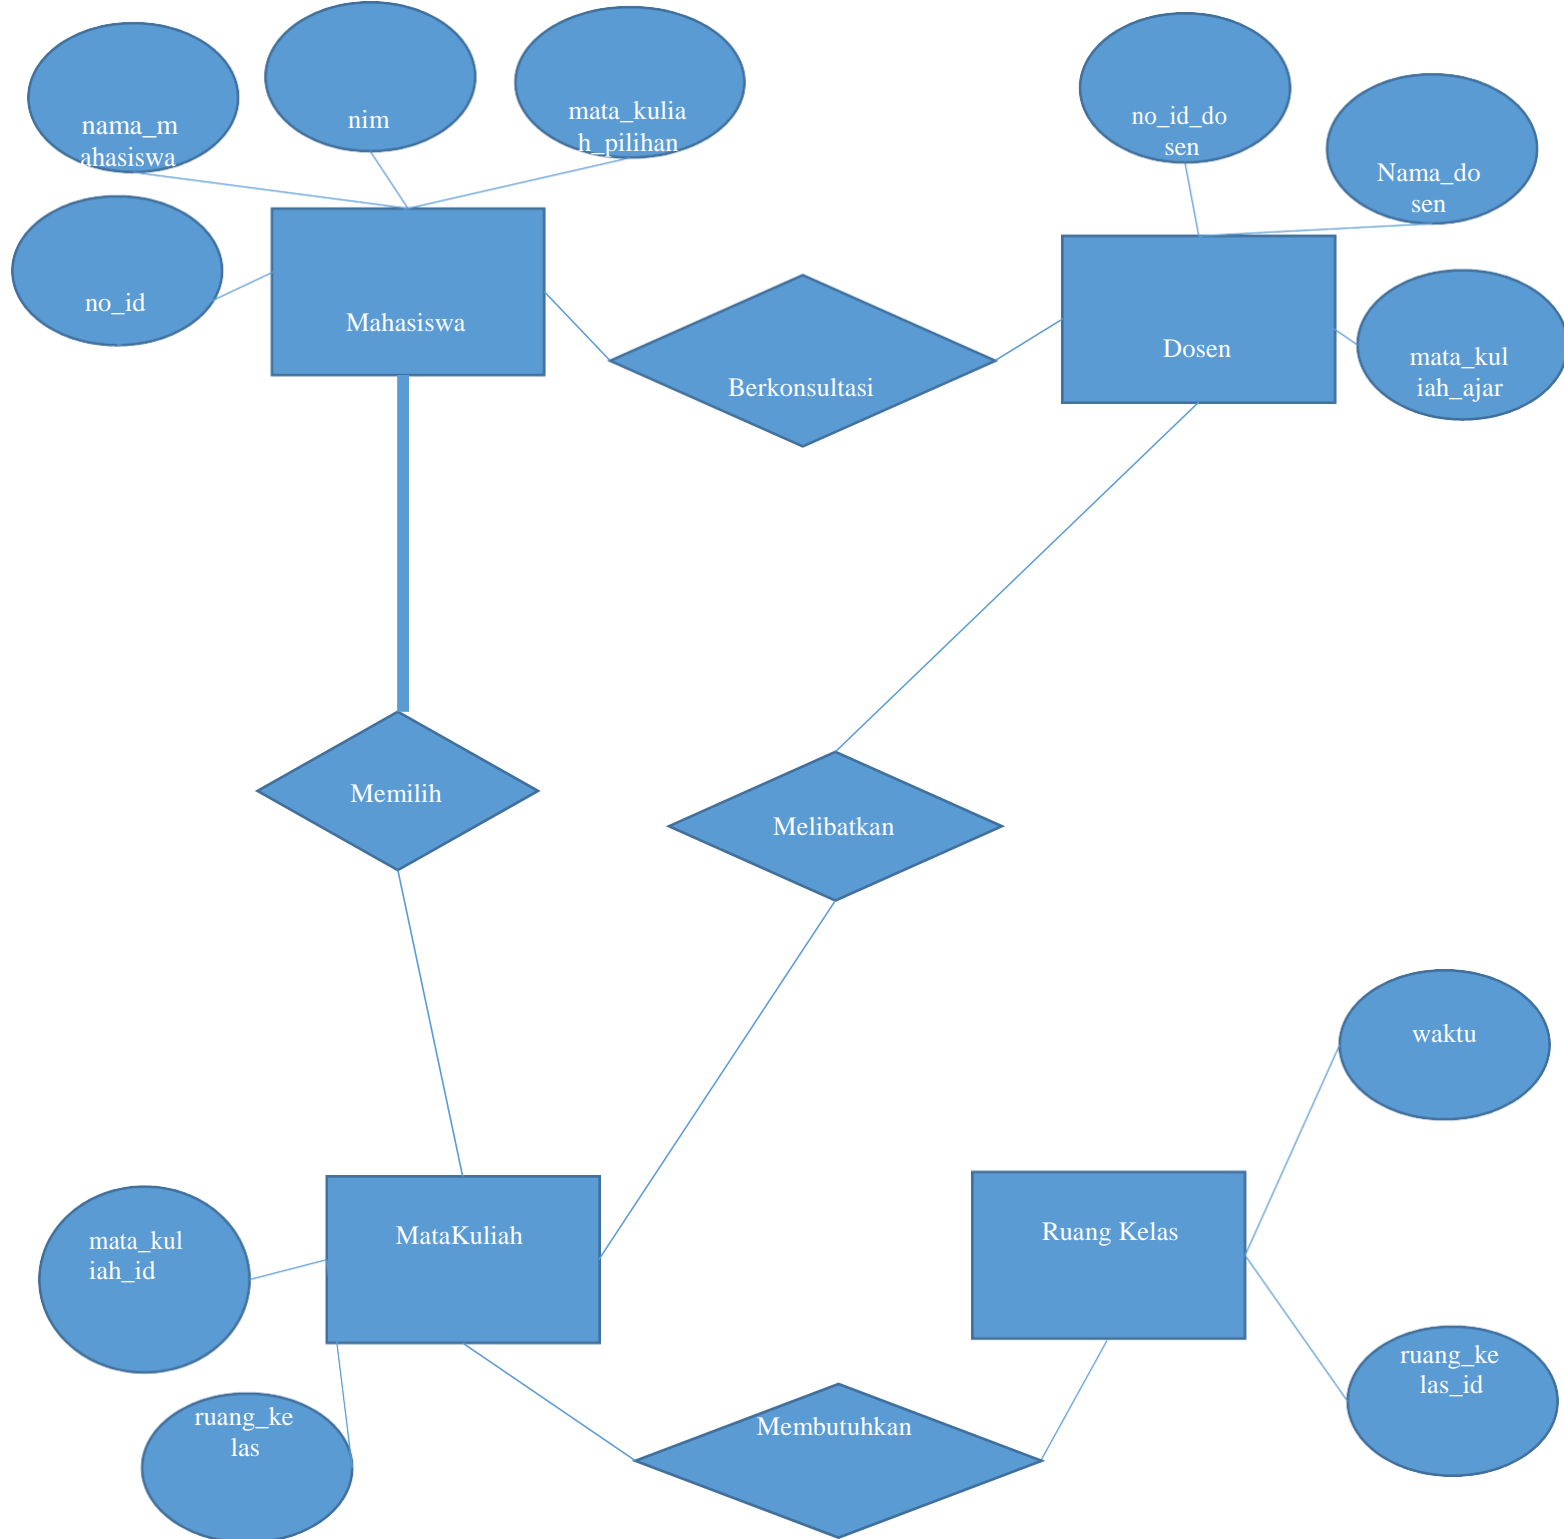 nama_m
ahasiswa
nim
mata_kulia
h_pilihan
no_id_do
sen
Nama_do
sen
no_id
Mahasiswa
Berkonsultasi
Dosen
mata_kul
iah_ajar
Memilih
Melibatkan
waktu
mata_kul
iah_id
MataKuliah
Ruang Kelas
ruang_ke
las_id
ruang_ke
las
Membutuhkan